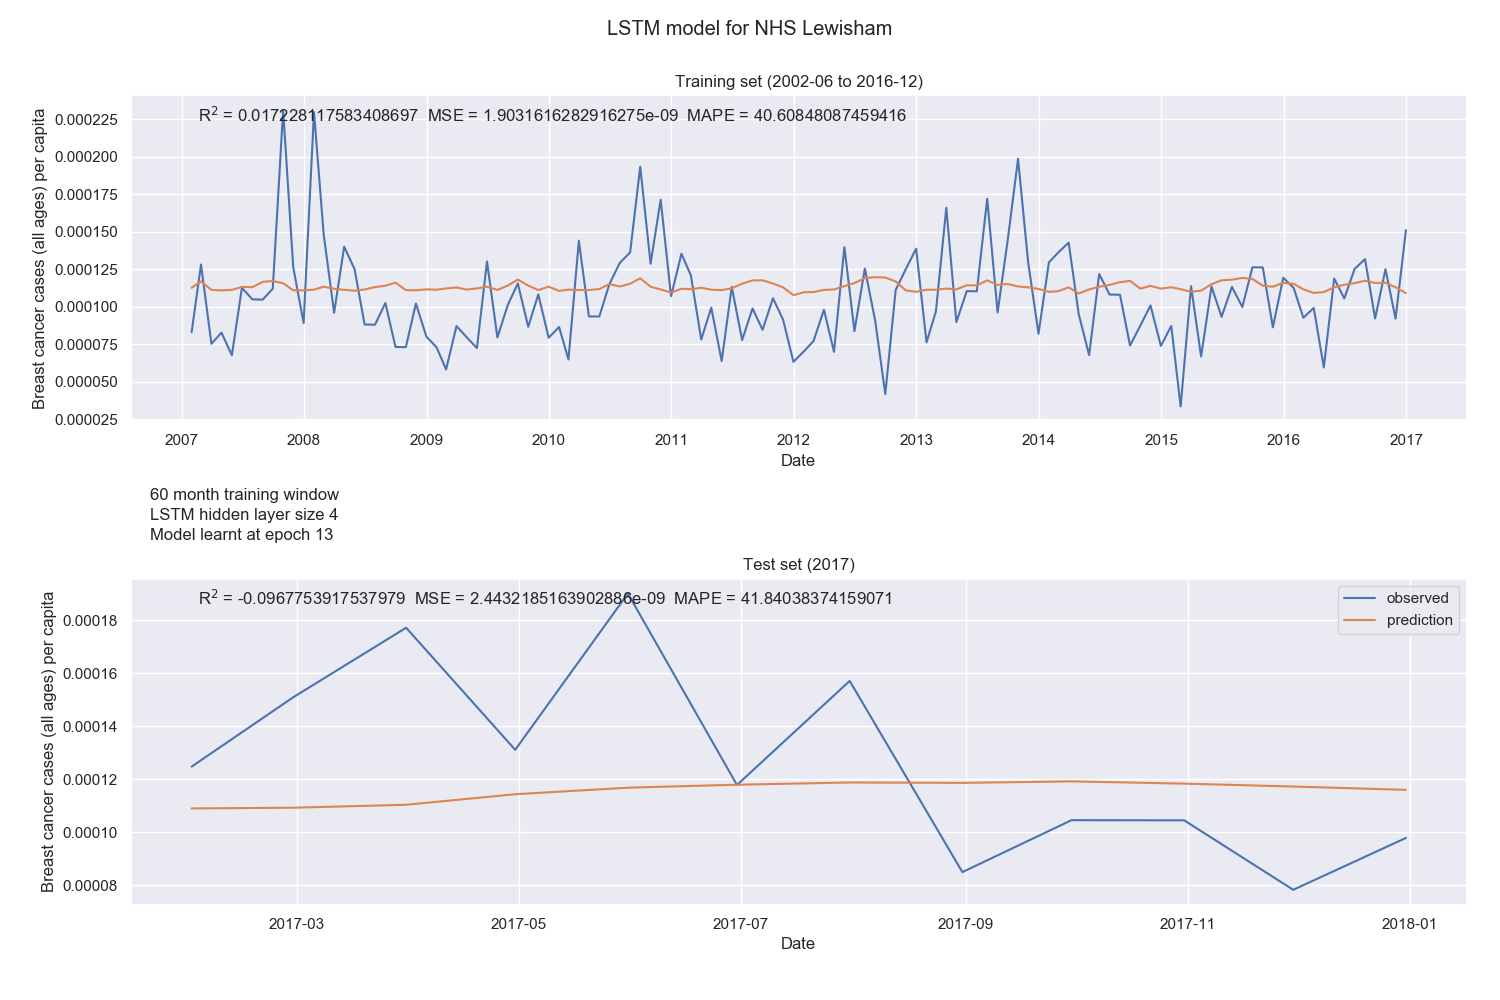 LSTM model for NHS Lewisham
Training set (2002-06 to 2016-12)
R² = 0.017228117583408697 MSE = 1.9031616282916275e-09 MAPE = 40.60848087459416
Breast cancer cases (all ages) per capita
0.000225
0.000200
0.000175
0.000150
0.000125
0.000100
0.000075
0.000050
0.000025
2007 2008 2009 2010 2011 2012 2013 2014 2015 2016 2017
Date
60 month training window
LSTM hidden layer size 4
Model learnt at epoch 13
Test set (2017)
R² = -0.0967753917537979 MSE = 2.4432185163902886e-09 MAPE = 41.84038374159071
observed
prediction
Breast cancer cases (all ages) per capita
0.00018
0.00016
0.00014
0.00012
0.00010
0.00008
2017-03 2017-05 2017-07 2017-09 2017-11 2018-01
Date